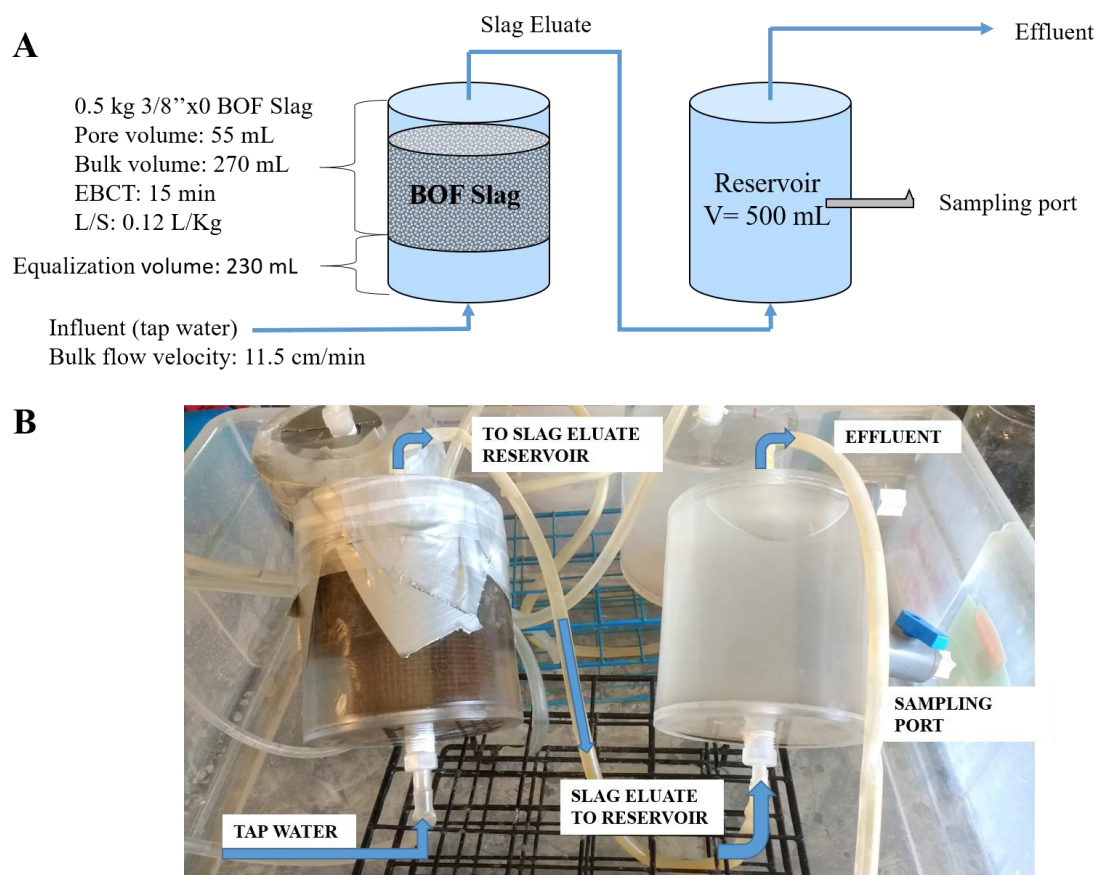 A
Slag Eluate
Effluent
0.5 kg 3/8’’x0 BOF Slag
Pore volume: 55 mL
Bulk volume: 270 mL
EBCT: 15 min
L/S: 0.12 L/Kg
BOF Slag
Reservoir
V= 500 mL
Sampling port
Equalization volume: 230 mL
Influent (tap water)
Bulk flow velocity: 11.5 cm/min
B
TO SLAG ELUATE
RESERVOIR
EFFLUENT
SAMPLING
PORT
SLAG ELUATE
TO RESERVOIR
TAP WATER